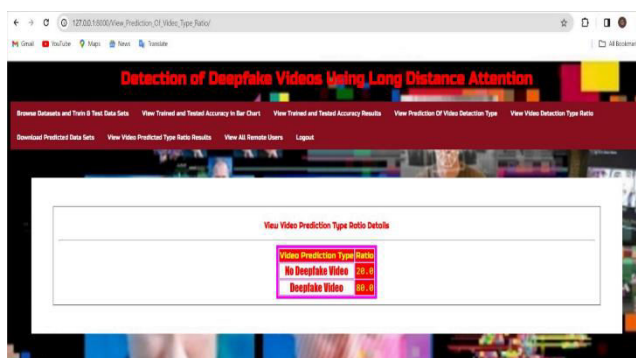 127.0.0.1:8000/View_Prediction_Of_Video_Type_Ratio/
Gmail YouTube Maps News Translate All Bookmar
Detection of Deepfake Videos Using Long Distance Attention
Browse Datasets and Train & Test Data Sets View Trained and Tested Accuracy in Bar Chart View Trained and Tested Accuracy Results View Prediction Of Video Detection Type View Video Detection Type Ratio
Download Predicted Data Sets View Video Predicted Type Ratio Results View All Remote Users Logout
View Video Prediction Type Ratio Details
Video Prediction Type Ratio
No Deepfake Video 20.0
Deepfake Video 80.0